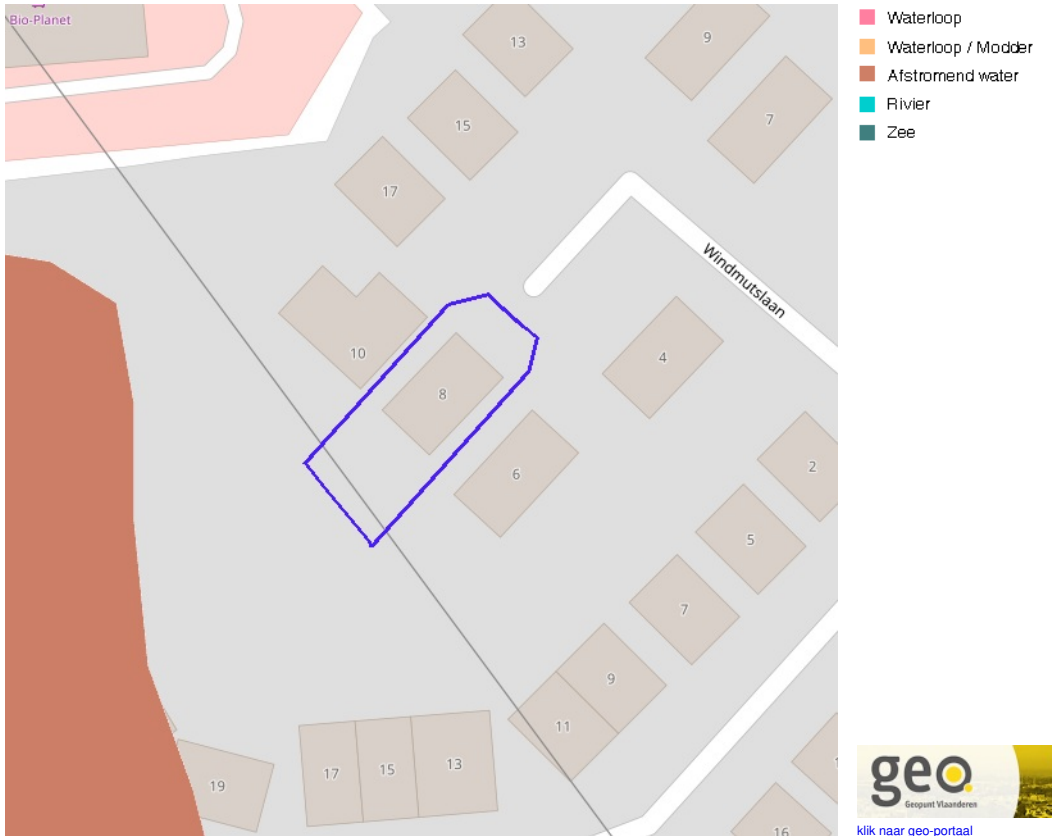 Bio-Planet
13
9
15
7
17
Windmutslaan
10
4
8
6
2
5
7
9
11
17
15
13
19
16
Waterloop
Waterloop / Modder
Afstromend water
Rivier
Zee
geo.
Geopunt Vlaanderen
klik naar geo-portaal